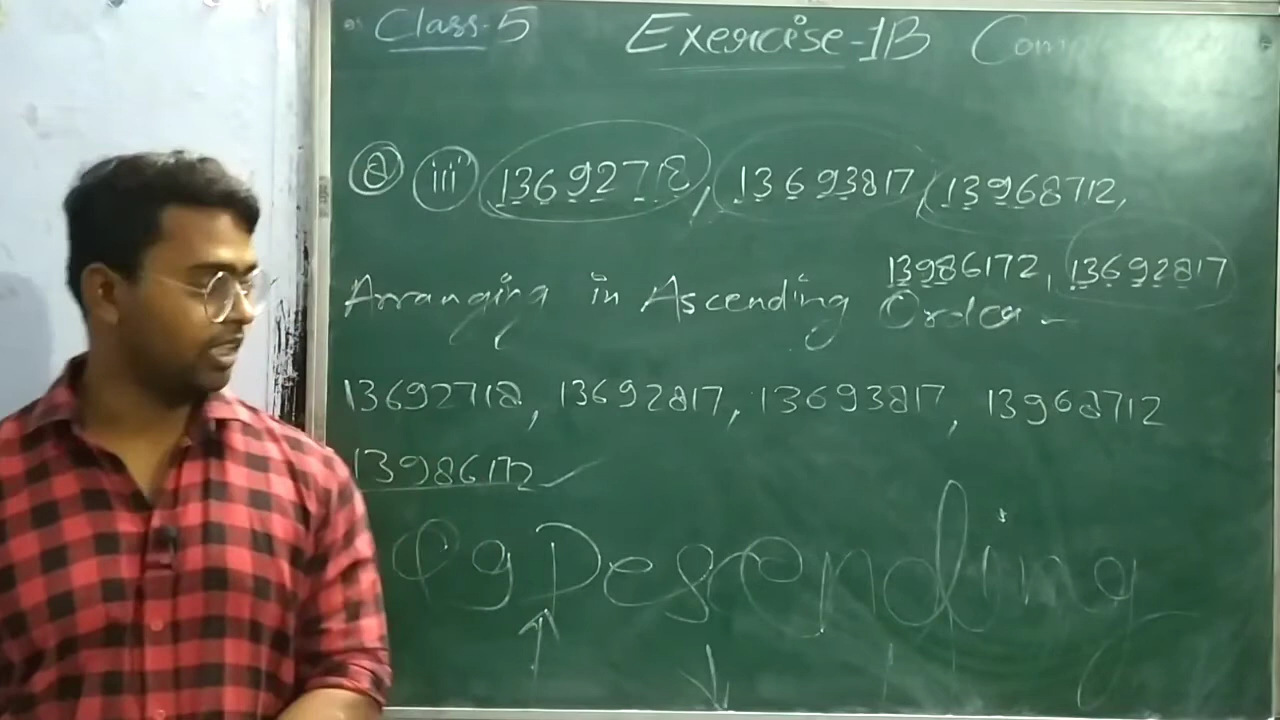 Class-5 Exercise-1B Com
a iii 13692718, 13693817, 13968712,
13986172, 13692817
Arranging in Ascending Order -
13692718, 13692817, 13693817, 13968712
13986172
eg Descending